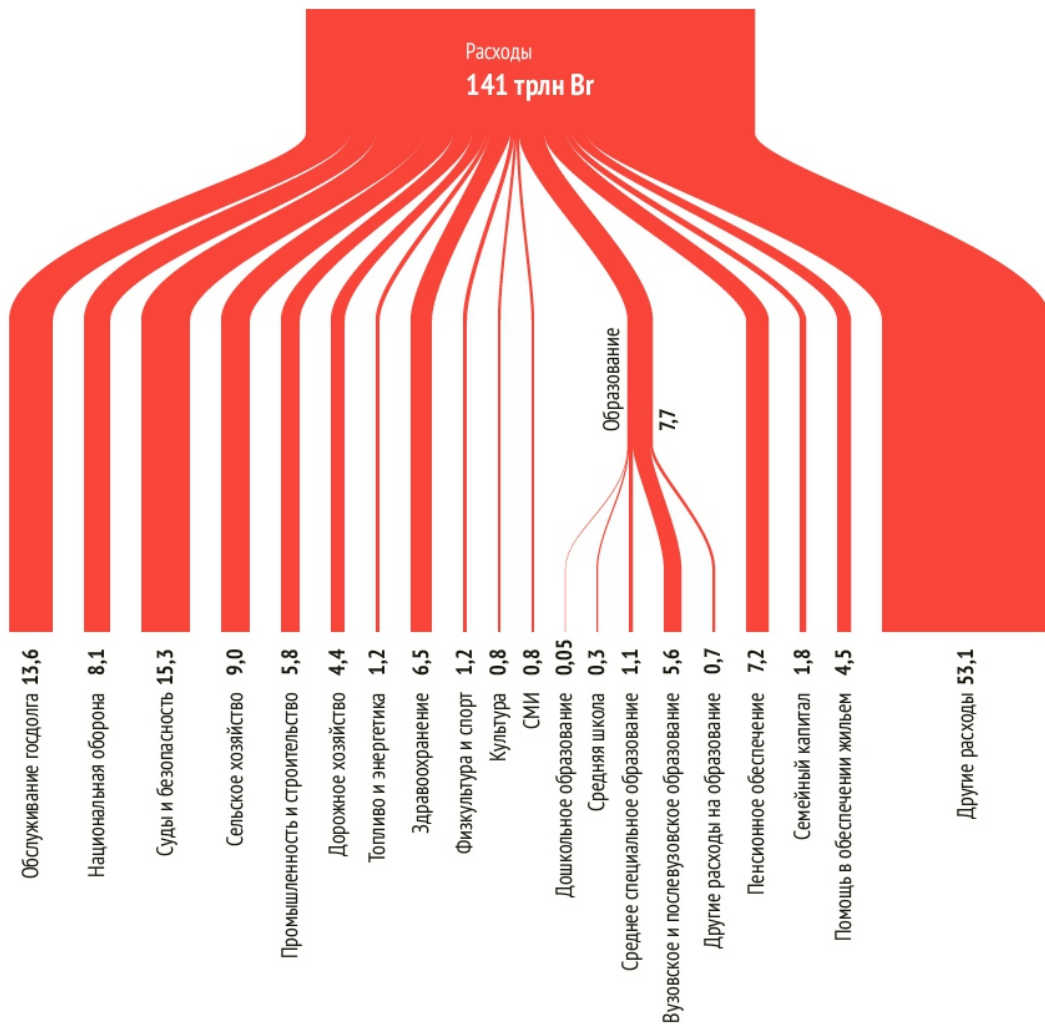 Расходы
141 трлн Br
Образование
7,7
Обслуживание госдолга 13,6
Национальная оборона 8,1
Суды и безопасность 15,3
Сельское хозяйство 9,0
Промышленность и строительство 5,8
Дорожное хозяйство 4,4
Топливо и энергетика 1,2
Здравоохранение 6,5
Физкультура и спорт 1,2
Культура 0,8
СМИ 0,8
Дошкольное образование 0,05
Средняя школа 0,3
Среднее специальное образование 1,1
Вузовское и послевузовское образование 5,6
Другие расходы на образование 0,7
Пенсионное обеспечение 7,2
Семейный капитал 1,8
Помощь в обеспечении жильем 4,5
Другие расходы 53,1